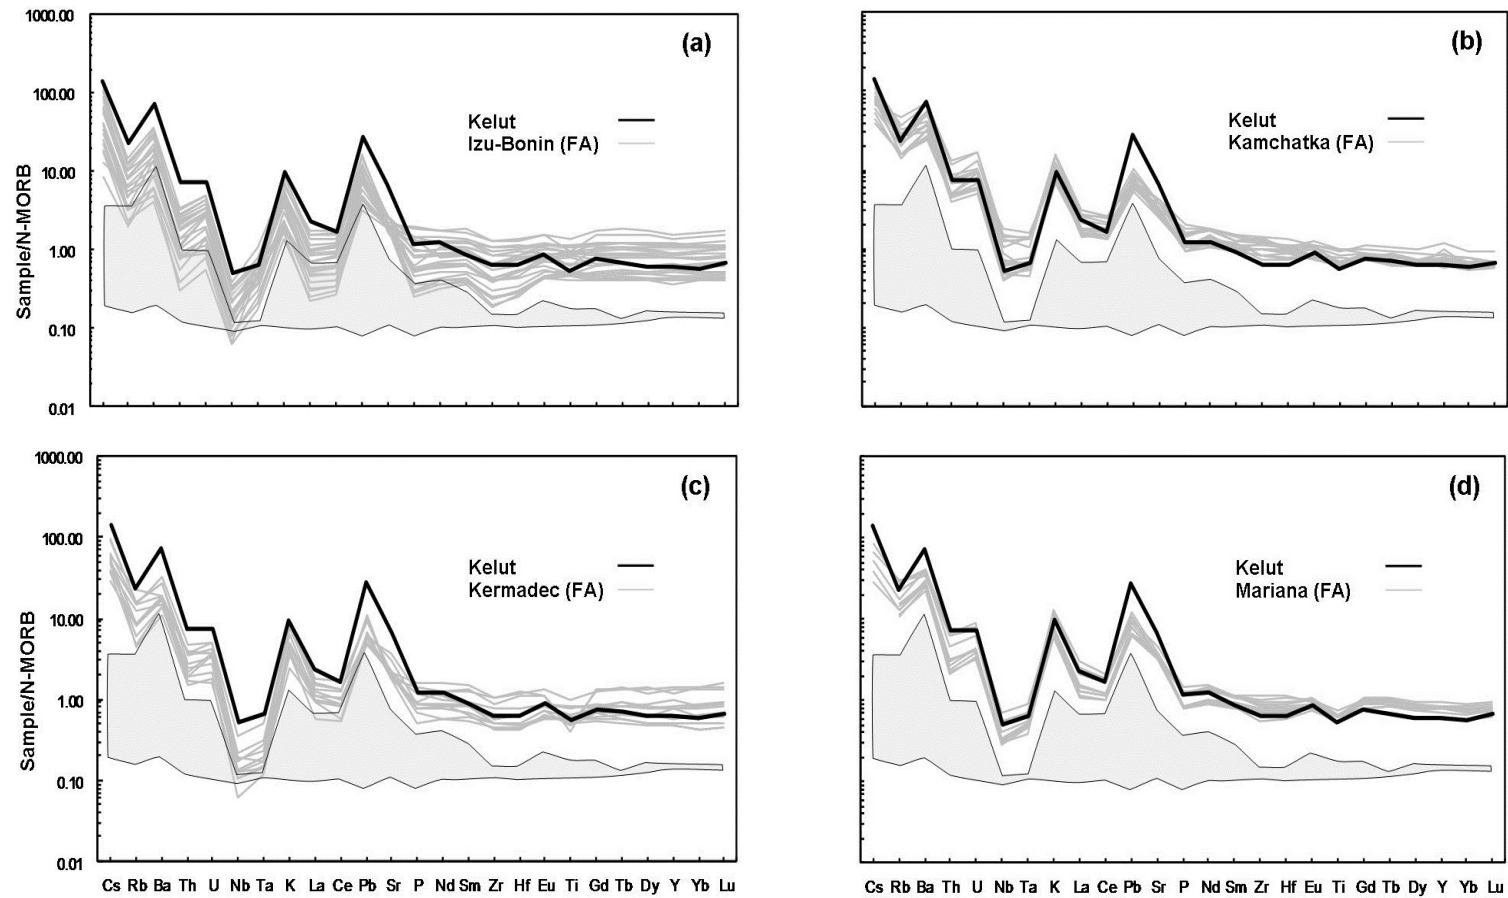 1000.00
100.00
10.00
1.00
0.10
0.01
Sample/N-MORB
(a)
Kelut
Izu-Bonin (FA)
(b)
Kelut
Kamchatka (FA)
1000.00
100.00
10.00
1.00
0.10
0.01
Sample/N-MORB
(c)
Kelut
Kermadec (FA)
Cs Rb Ba Th U Nb Ta K La Ce Pb Sr P Nd Sm Zr Hf Eu Ti Gd Tb Dy Y Yb Lu
(d)
Kelut
Mariana (FA)
Cs Rb Ba Th U Nb Ta K La Ce Pb Sr P Nd Sm Zr Hf Eu Ti Gd Tb Dy Y Yb Lu